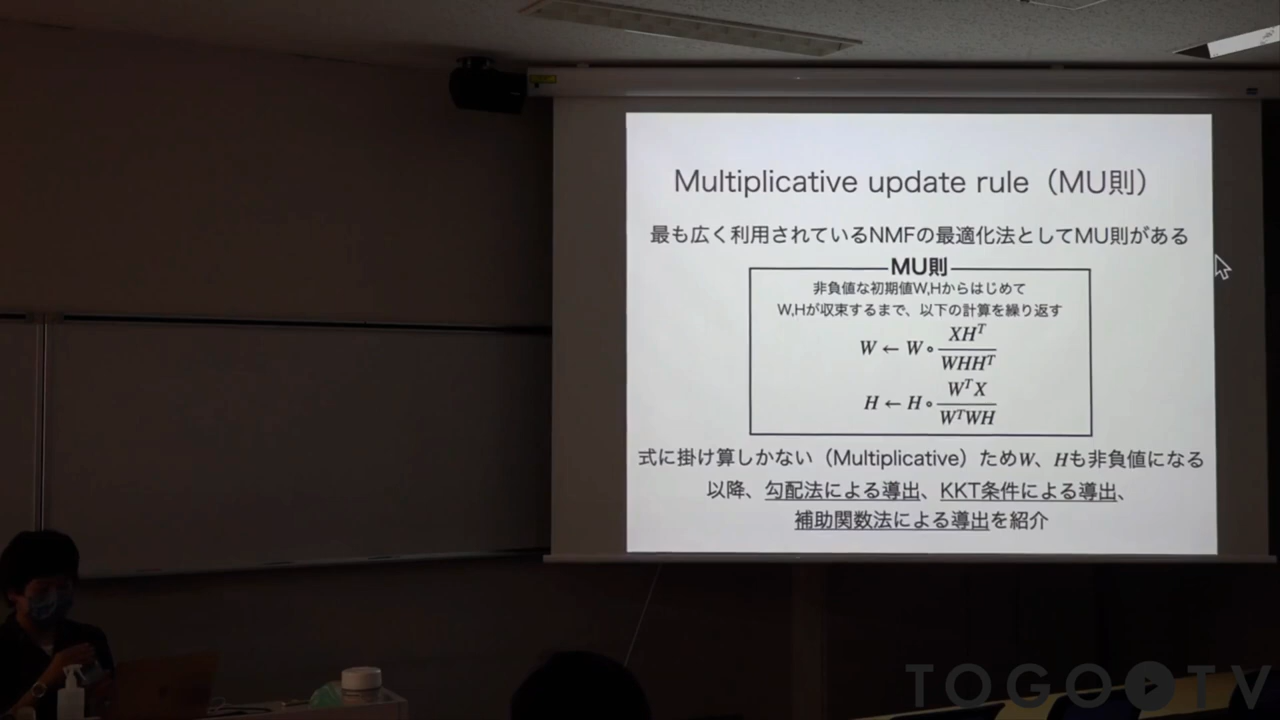 Multiplicative update rule（MU則）
最も広く利用されているNMFの最適化法としてMU則がある
MU則
非負値な初期値W,Hからはじめて
W,Hが収束するまで、以下の計算を繰り返す
W ← W ∘ XHᵀ / WHHᵀ
H ← H ∘ WᵀX / WᵀWH
式に掛け算しかない（Multiplicative）ためW、Hも非負値になる
以降、勾配法による導出、KKT条件による導出、
補助関数法による導出を紹介
TOGO TV